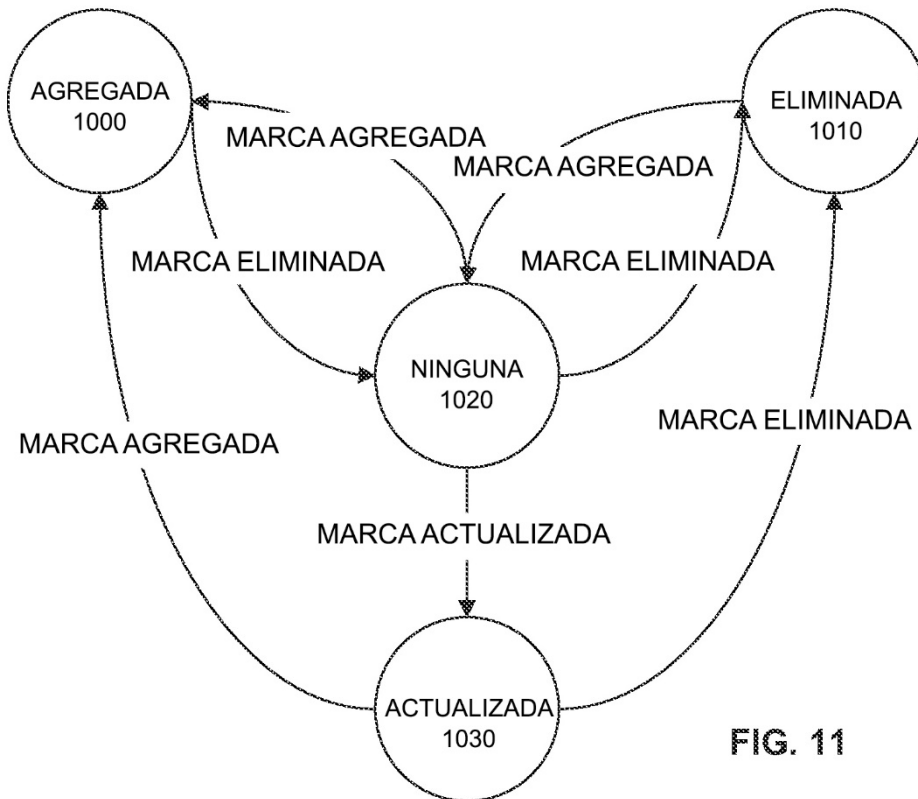 AGREGADA
1000
ELIMINADA
1010
MARCA AGREGADA
MARCA AGREGADA
MARCA ELIMINADA
MARCA ELIMINADA
NINGUNA
1020
MARCA AGREGADA
MARCA ELIMINADA
MARCA ACTUALIZADA
ACTUALIZADA
1030
FIG. 11